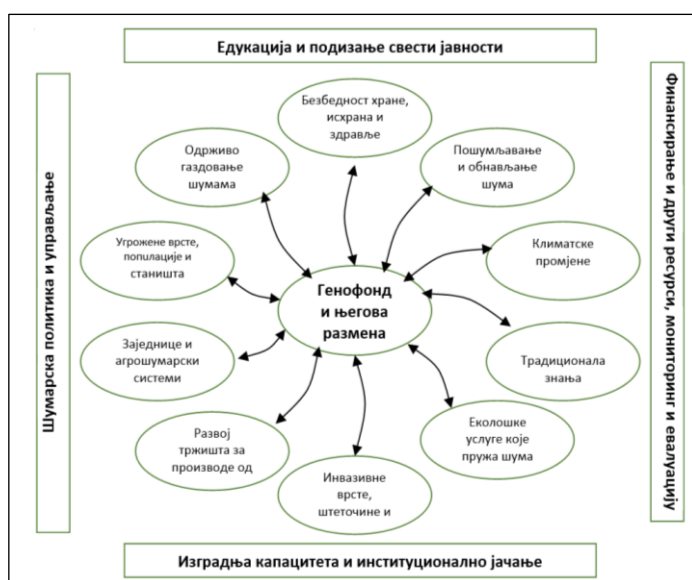 Едукација и подизање свести јавности
Шумарска политика и управљање
Финансирање и други ресурси, мониторинг и евалуацију
Безбедност хране,
исхрана и
здравље
Одрживо
газдовање
шумама
Пошумљавање
и обнављање
шума
Угрожене врсте,
популације и
станишта
Климатске
промјене
Генофонд
и његова
размена
Заједнице и
агрошумарски
системи
Традиционала
знања
Развој
тржишта за
производе од
Еколошке
услуге које
пружа шума
Инвазивне
врсте,
штеточине и
Изградња капацитета и институционално јачање